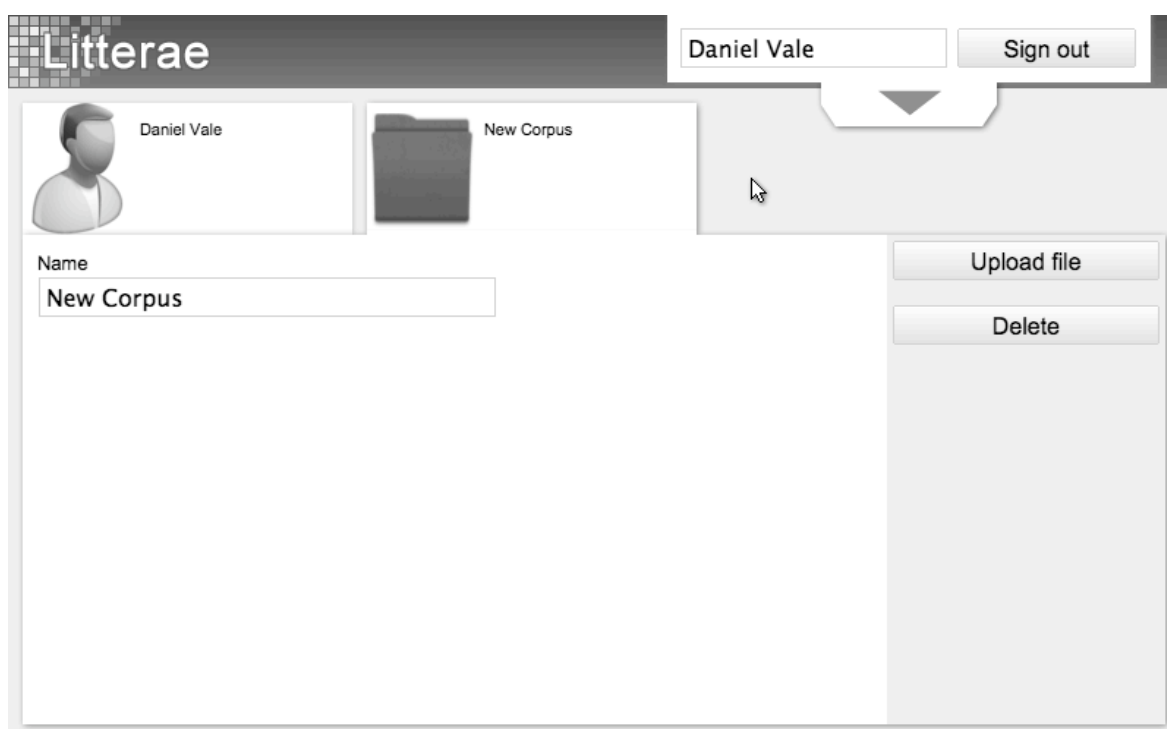 Litterae
Daniel Vale
Sign out
Daniel Vale
New Corpus
Name
New Corpus
Upload file
Delete